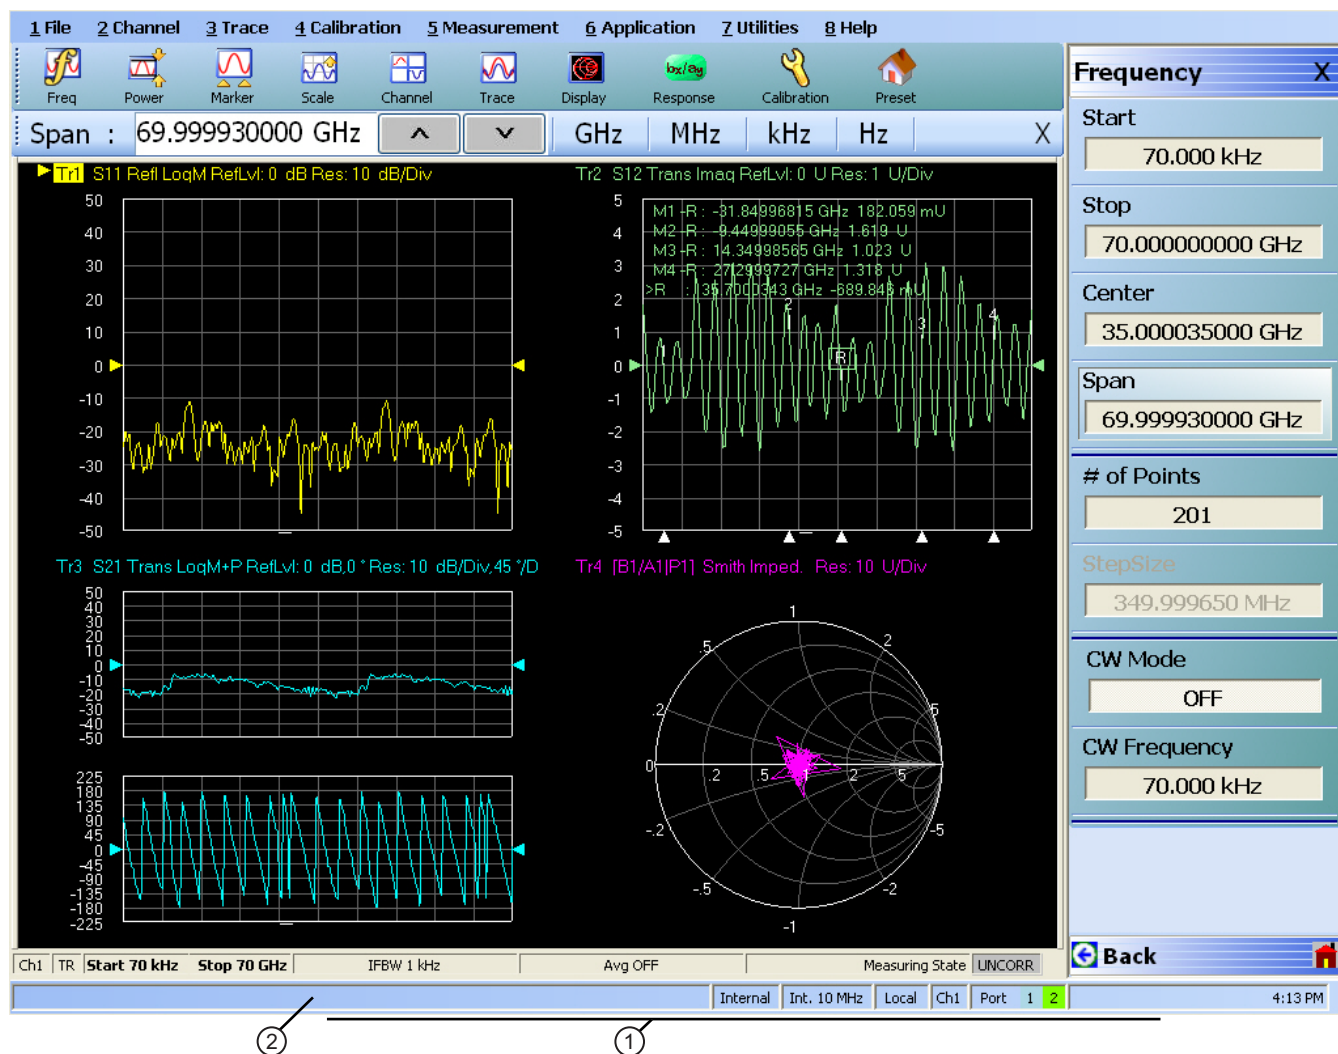 1 File 2 Channel 3 Trace 4 Calibration 5 Measurement 6 Application 7 Utilities 8 Help
Freq Power Marker Scale Channel Trace Display bx/ay Response Calibration Preset
Span : 69.999930000 GHz GHz MHz kHz Hz X
Tr1 S11 Refl LogM RefLvl: 0 dB Res: 10 dB/Div
50
40
30
20
10
0
-10
-20
-30
-40
-50
Tr2 S12 Trans Imag RefLvl: 0 U Res: 1 U/Div
M1 -R : -31.84996815 GHz 182.059 mU
M2 -R : -9.44999055 GHz 1.619 U
M3 -R : 14.34998565 GHz 1.023 U
M4 -R : 27.2999727 GHz 1.318 U
>R : 35.7000343 GHz -689.846 mU
5
4
3
2
1
0
-1
-2
-3
-4
-5
2
R
3
4
Tr3 S21 Trans LogM+P RefLvl: 0 dB,0 ° Res: 10 dB/Div,45 °/D
50
40
30
20
10
0
-10
-20
-30
-40
-50
225
180
135
90
45
0
-45
-90
-135
-180
-225
Tr4 [B1/A1|P1] Smith Imped. Res: 10 U/Div
1
.5 2
.2 5
0 .2 .5 1 2 5
-.2 -5
-.5 -2
-1
Ch1 TR Start 70 kHz Stop 70 GHz IFBW 1 kHz Avg OFF Measuring State UNCORR
Internal Int. 10 MHz Local Ch1 Port 1 2 4:13 PM
Frequency X
Start
70.000 kHz
Stop
70.000000000 GHz
Center
35.000035000 GHz
Span
69.999930000 GHz
# of Points
201
StepSize
349.999650 MHz
CW Mode
OFF
CW Frequency
70.000 kHz
Back
2 1